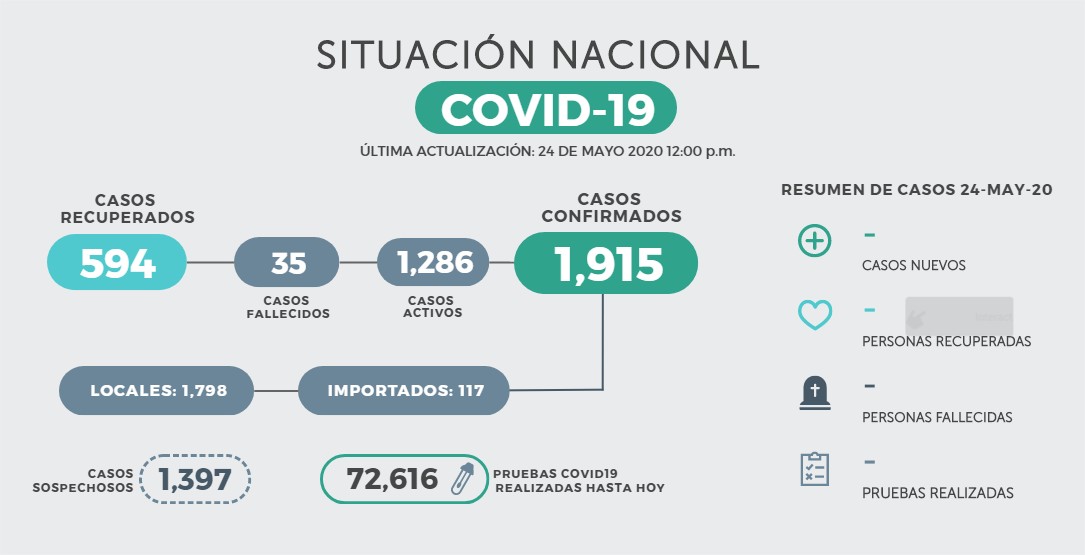 SITUACIÓN NACIONAL
COVID-19
ÚLTIMA ACTUALIZACIÓN: 24 DE MAYO 2020 12:00 p.m.
CASOS
RECUPERADOS
594
35
CASOS
FALLECIDOS
1,286
CASOS
ACTIVOS
CASOS
CONFIRMADOS
1,915
LOCALES: 1,798
IMPORTADOS: 117
CASOS
SOSPECHOSOS
1,397
72,616
PRUEBAS COVID19
REALIZADAS HASTA HOY
RESUMEN DE CASOS 24-MAY-20
-
CASOS NUEVOS
-
PERSONAS RECUPERADAS
-
PERSONAS FALLECIDAS
-
PRUEBAS REALIZADAS